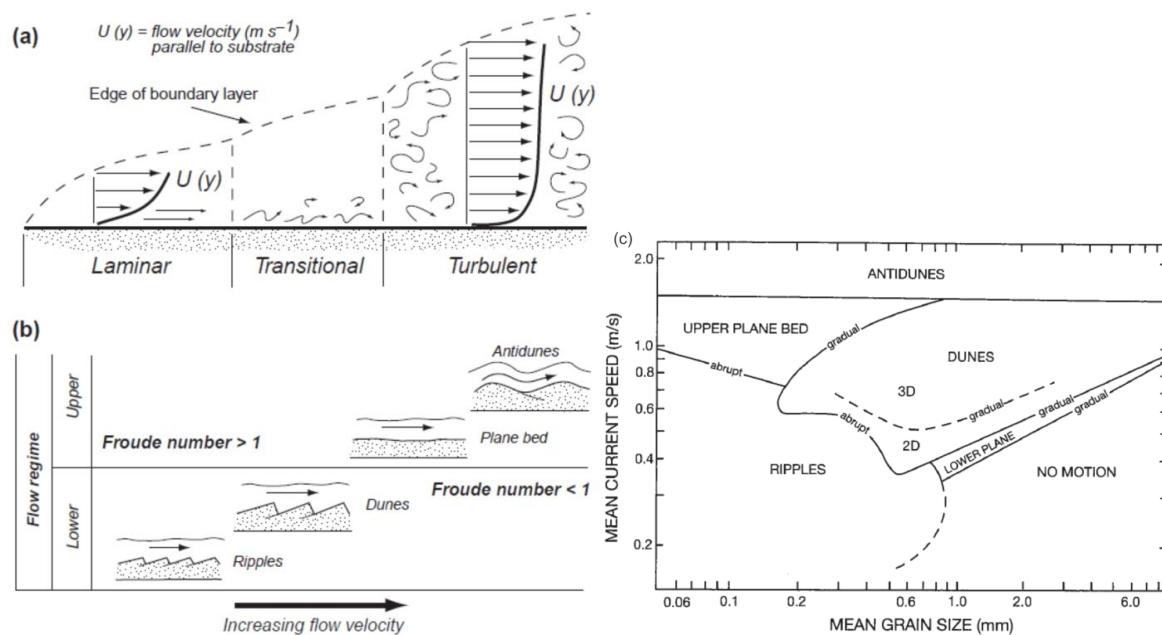 (a)
U (y) = flow velocity (m s⁻¹)
parallel to substrate
Edge of boundary layer
U (y)
U (y)
Laminar
Transitional
Turbulent
(b)
Flow regime
Upper
Lower
Froude number > 1
Froude number < 1
Antidunes
Plane bed
Dunes
Ripples
Increasing flow velocity
(c)
MEAN CURRENT SPEED (m/s)
2.0
1.0
0.8
0.6
0.4
0.2
ANTIDUNES
UPPER PLANE BED
gradual
DUNES
abrupt
3D
gradual
gradual
gradual
abrupt
2D
LOWER PLANE
RIPPLES
NO MOTION
0.06
0.1
0.2
0.6
1.0
2.0
6.0
MEAN GRAIN SIZE (mm)